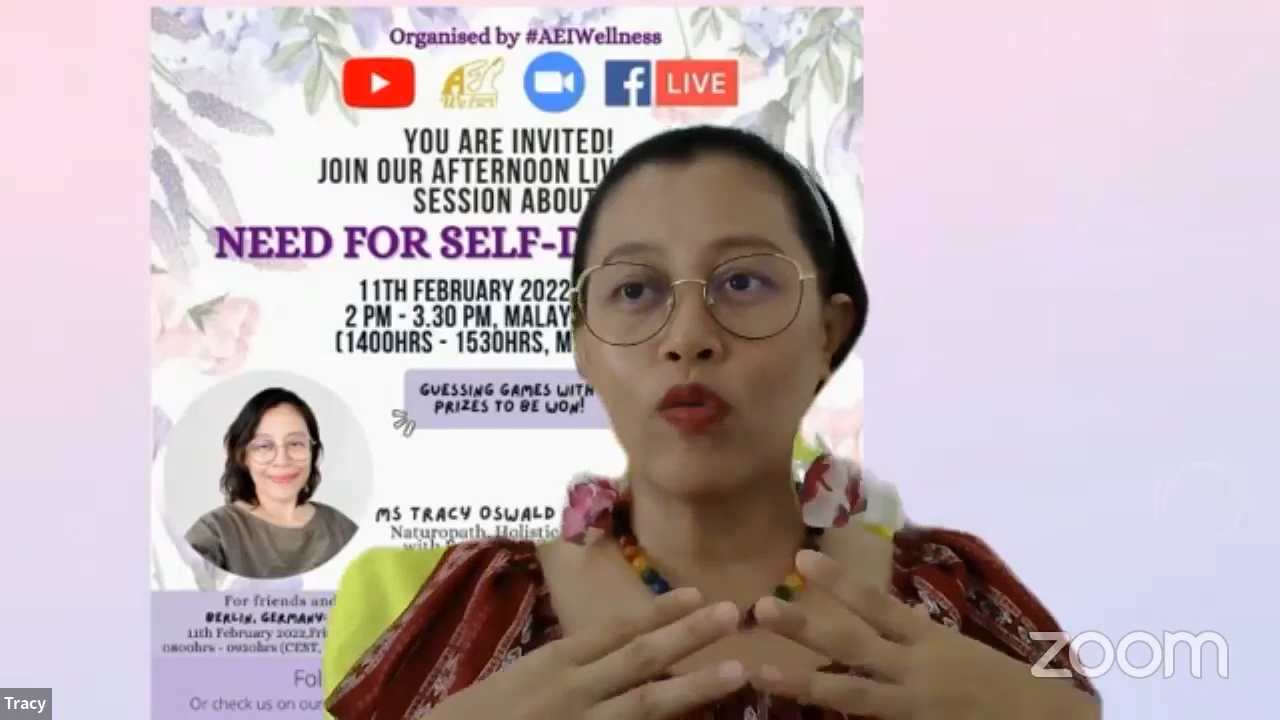 Organised by #AEIWellness
LIVE
YOU ARE INVITED!
JOIN OUR AFTERNOON LIV
SESSION ABOUT
NEED FOR SELF-D
11TH FEBRUARY 2022
2 PM - 3.30 PM, MALAY
[1400HRS - 1530HRS, M
GUESSING GAMES WITH
PRIZES TO BE WON!
MS TRACY OSWALD
Naturopath, Holistic
with
For friends and
BERLIN, GERMANY:
11th February 2022,Fri
0800hrs - 0930hrs (CEST,
Fol
Or check us on our
zoom
Tracy